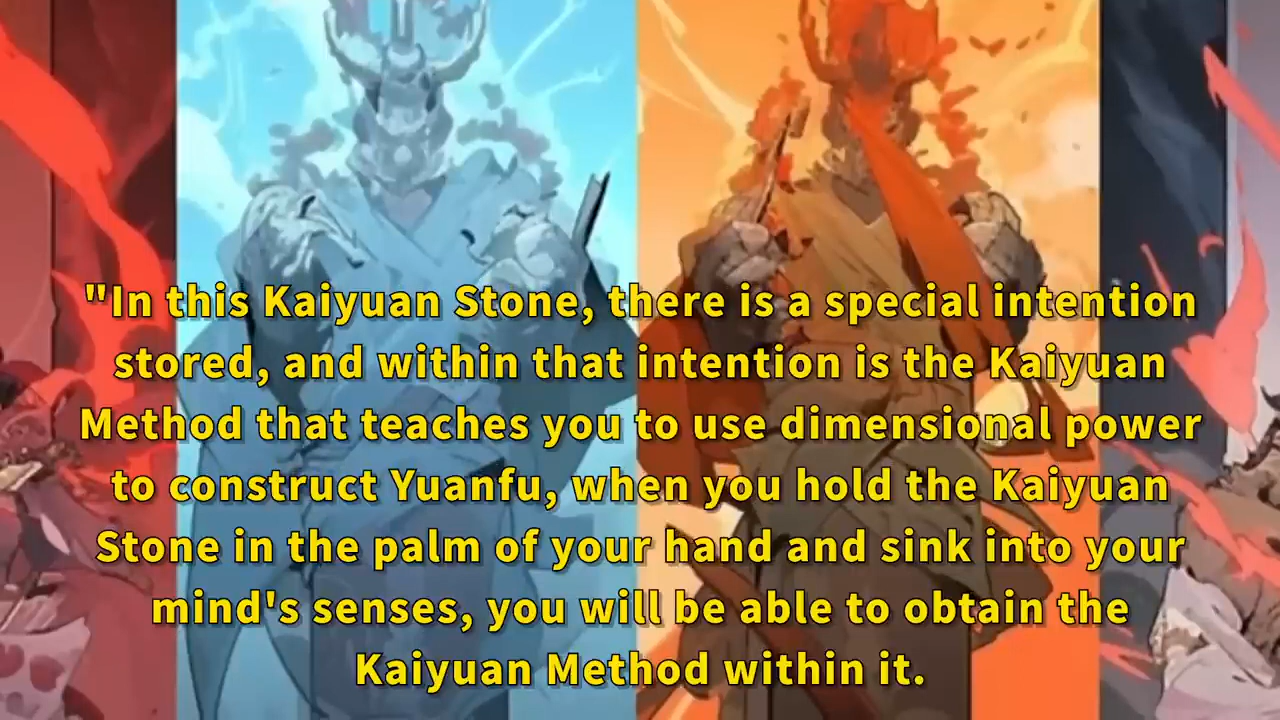 "In this Kaiyuan Stone, there is a special intention
stored, and within that intention is the Kaiyuan
Method that teaches you to use dimensional power
to construct Yuanfu, when you hold the Kaiyuan
Stone in the palm of your hand and sink into your
mind's senses, you will be able to obtain the
Kaiyuan Method within it.